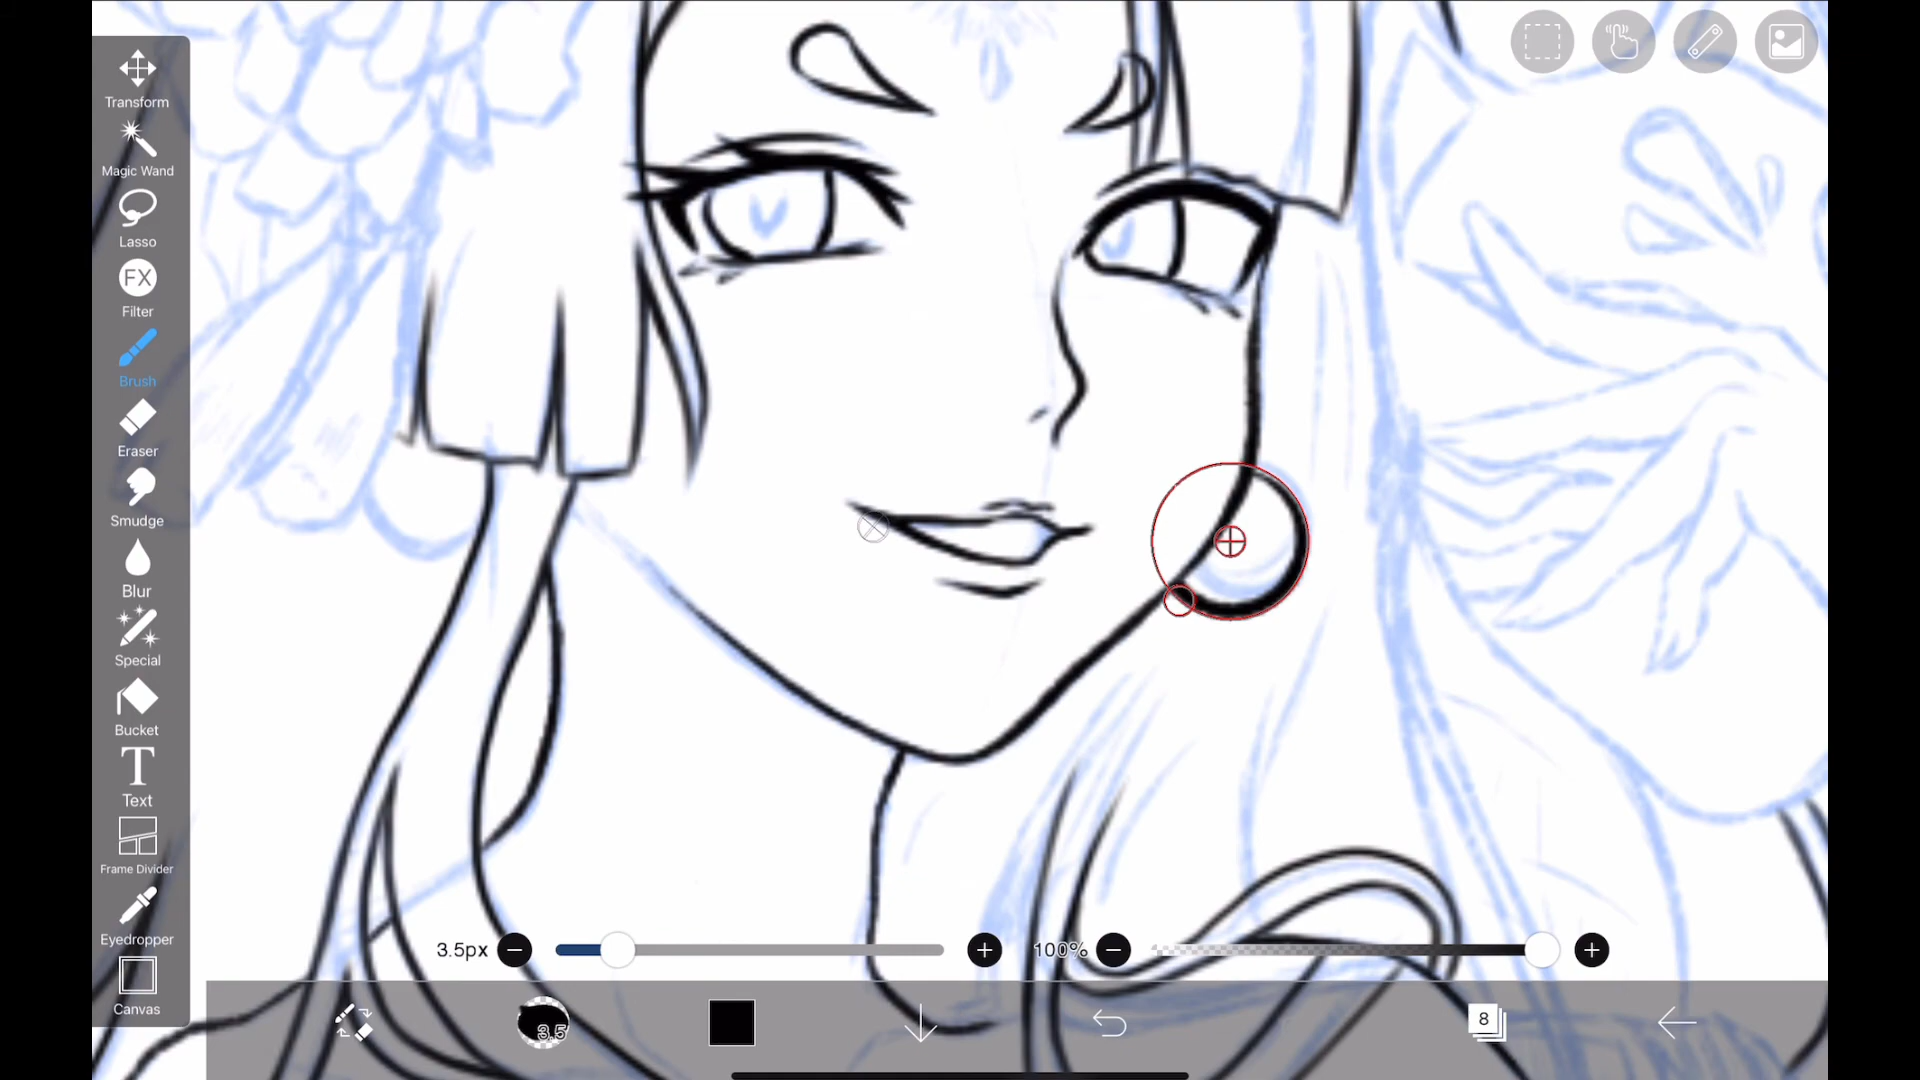 Transform
Magic Wand
Lasso
FX
Filter
Brush
Eraser
Smudge
Blur
Special
Bucket
T
Text
Frame Divider
Eyedropper
Canvas
3.5px
100%
3.5
8